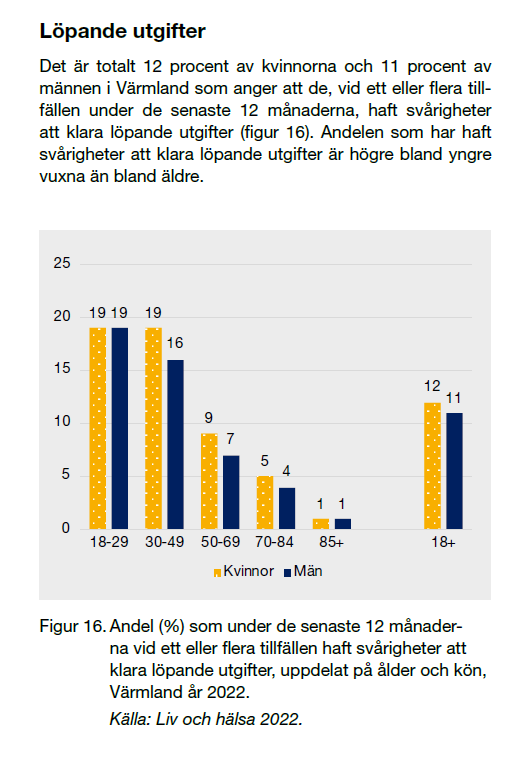 Löpande utgifter
Det är totalt 12 procent av kvinnorna och 11 procent av
männen i Värmland som anger att de, vid ett eller flera till-
fällen under de senaste 12 månaderna, haft svårigheter
att klara löpande utgifter (figur 16). Andelen som har haft
svårigheter att klara löpande utgifter är högre bland yngre
vuxna än bland äldre.
25
20
15
10
5
0
19 19
19
16
9
7
5
4
1
1
12
11
18-29 30-49 50-69 70-84 85+ 18+
Kvinnor Män
Figur 16. Andel (%) som under de senaste 12 månader-
na vid ett eller flera tillfällen haft svårigheter att
klara löpande utgifter, uppdelat på ålder och kön,
Värmland år 2022.
Källa: Liv och hälsa 2022.